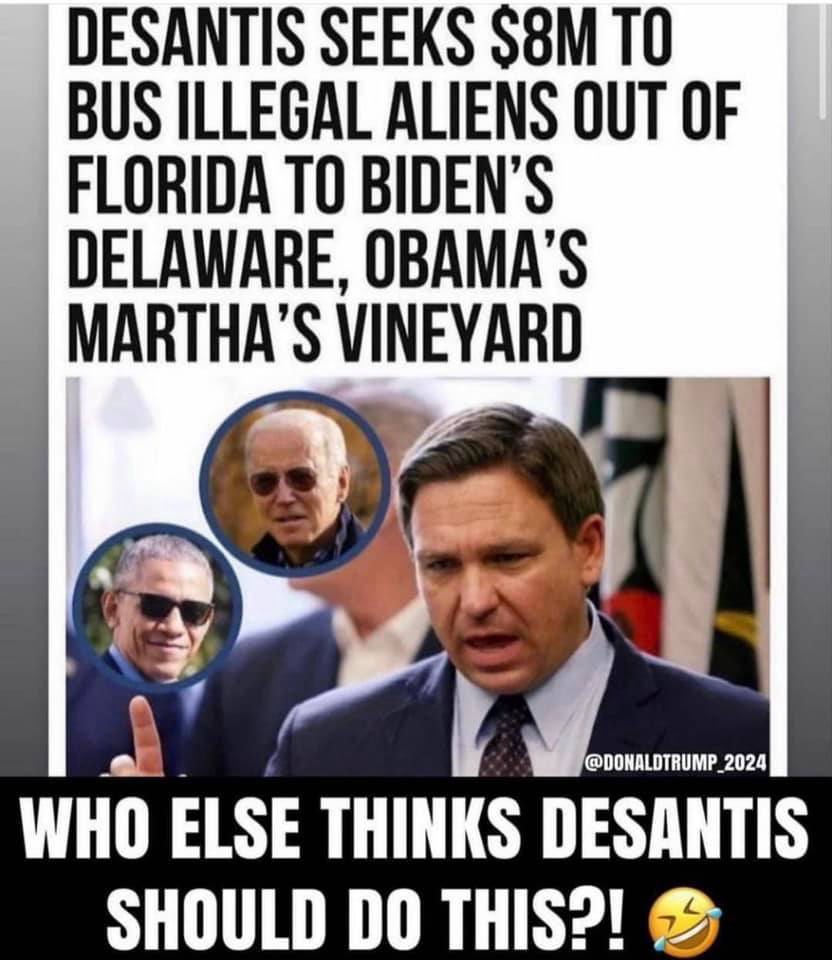 DESANTIS SEEKS $8M TO
BUS ILLEGAL ALIENS OUT OF
FLORIDA TO BIDEN'S
DELAWARE, OBAMA'S
MARTHA'S VINEYARD
@DONALDTRUMP_2024
WHO ELSE THINKS DESANTIS
SHOULD DO THIS?! 🤣